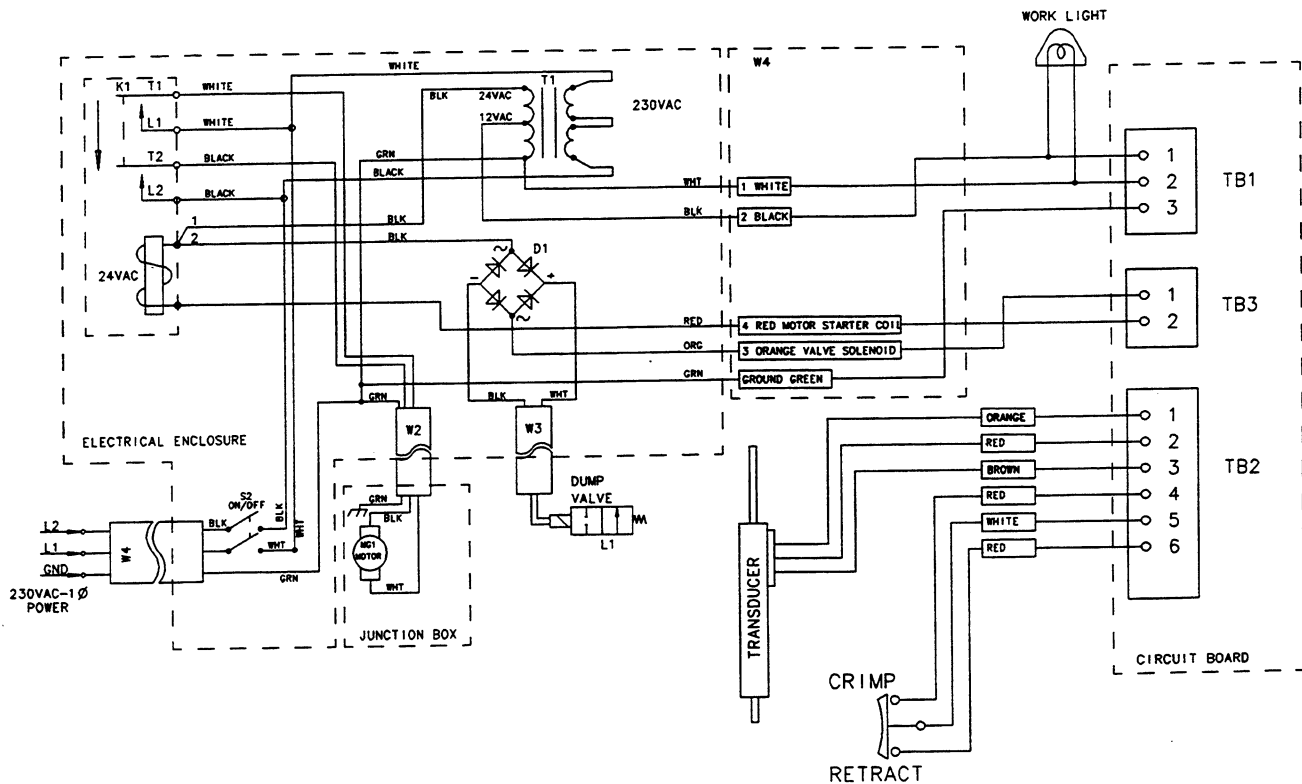 WORK LIGHT
W4
WHITE
K1
T1
WHITE
BLK
24VAC
T1
230VAC
L1
WHITE
12VAC
T2
BLACK
GRN
BLACK
L2
BLACK
WHT
1 WHITE
BLK
2 BLACK
1
2
3
TB1
1
BLK
2
BLK
D1
24VAC
-
+
~
~
RED
4 RED MOTOR STARTER COIL
ORG
3 ORANGE VALVE SOLENOID
GRN
GROUND GREEN
1
2
TB3
GRN
BLK
WHT
W2
W3
ELECTRICAL ENCLOSURE
ORANGE
1
RED
2
BROWN
3
RED
4
WHITE
5
RED
6
TB2
S2
ON/OFF
BLK
BLK
WHT
WHT
GRN
L2
L1
GND
W4
230VAC-1Ø
POWER
GRN
BLK
MG1
MOTOR
WHT
JUNCTION BOX
DUMP
VALVE
L1
TRANSDUCER
CIRCUIT BOARD
CRIMP
RETRACT